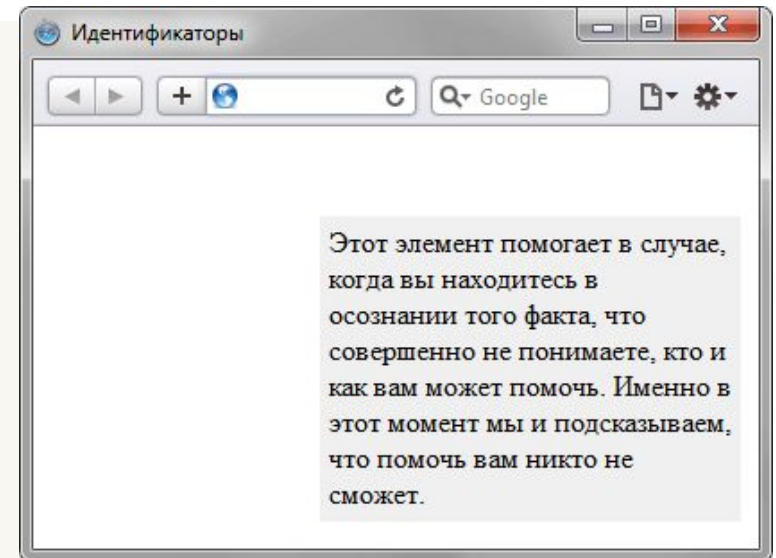 Идентификаторы
Google
Этот элемент помогает в случае,
когда вы находитесь в
осознании того факта, что
совершенно не понимаете, кто и
как вам может помочь. Именно в
этот момент мы и подсказываем,
что помочь вам никто не
сможет.